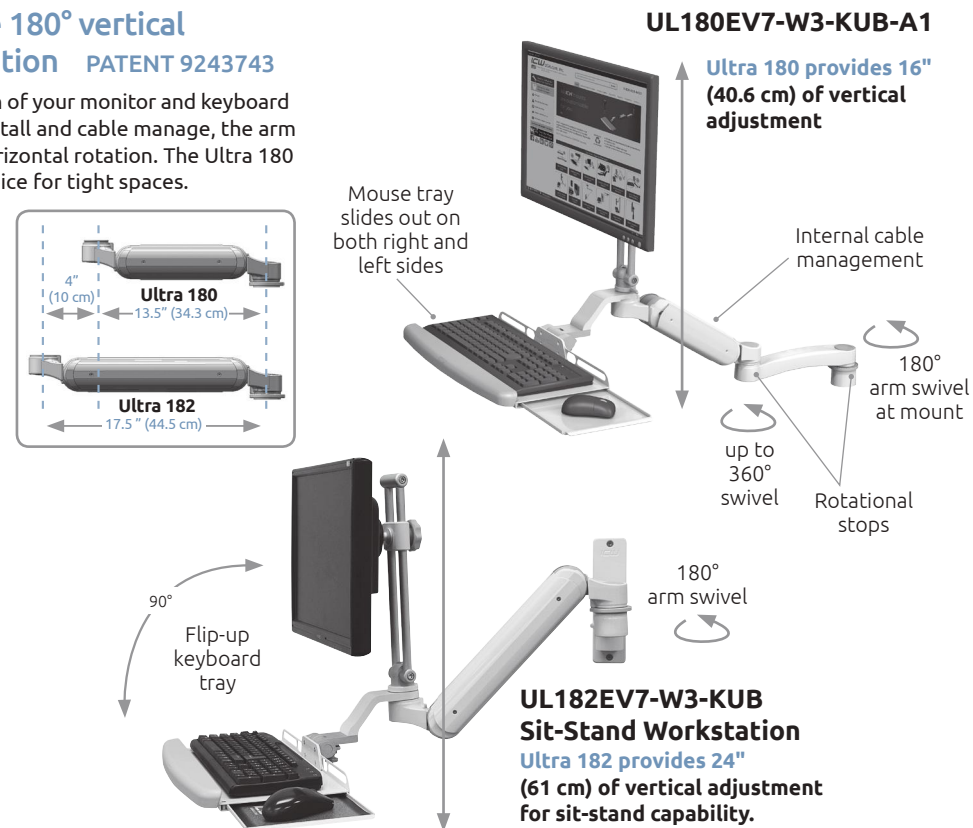 180° vertical
tion PATENT 9243743
of your monitor and keyboard
tall and cable manage, the arm
rizontal rotation. The Ultra 180
ice for tight spaces.
4"
(10 cm)
Ultra 180
13.5" (34.3 cm)
Ultra 182
17.5 " (44.5 cm)
UL180EV7-W3-KUB-A1
Ultra 180 provides 16"
(40.6 cm) of vertical
adjustment
Mouse tray
slides out on
both right and
left sides
Internal cable
management
180°
arm swivel
at mount
up to
360°
swivel
Rotational
stops
90°
Flip-up
keyboard
tray
180°
arm swivel
UL182EV7-W3-KUB
Sit-Stand Workstation
Ultra 182 provides 24"
(61 cm) of vertical adjustment
for sit-stand capability.